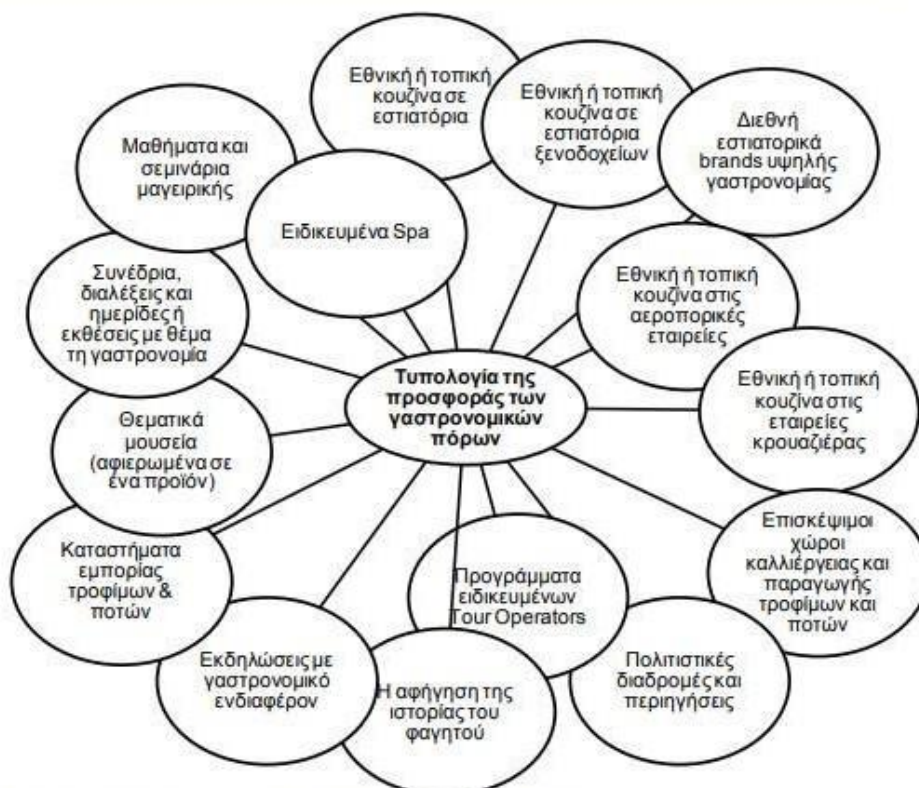 Εθνική ή τοπική
κουζίνα σε
εστιατόρια
Εθνική ή τοπική
κουζίνα σε
εστιατόρια
ξενοδοχείων
Διεθνή
εστιατορικά
brands υψηλής
γαστρονομίας
Μαθήματα και
σεμινάρια
μαγειρικής
Ειδικευμένα Spa
Εθνική ή τοπική
κουζίνα στις
αεροπορικές
εταιρείες
Συνέδρια,
διαλέξεις και
ημερίδες ή
εκθέσεις με θέμα
τη γαστρονομία
Τυπολογία της
προσφοράς των
γαστρονομικών
πόρων
Εθνική ή τοπική
κουζίνα στις
εταιρείες
κρουαζιέρας
Θεματικά
μουσεία
(αφιερωμένα σε
ένα προϊόν)
Επισκέψιμοι
χώροι
καλλιέργειας και
παραγωγής
τροφίμων και
ποτών
Καταστήματα
εμπορίας
τροφίμων &
ποτών
Προγράμματα
ειδικευμένων
Tour Operators
Εκδηλώσεις με
γαστρονομικό
ενδιαφέρον
Η αφήγηση της
ιστορίας του
φαγητού
Πολιτιστικές
διαδρομές και
περιηγήσεις